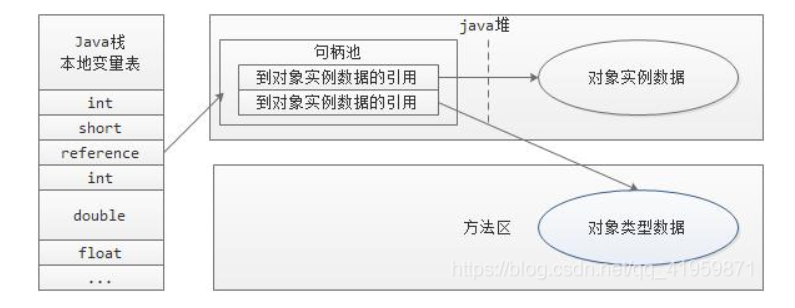 Java栈
本地变量表
int
short
reference
int
double
float
...
java堆
句柄池
到对象实例数据的引用
到对象实例数据的引用
对象实例数据
方法区
对象类型数据
https://blog.csdn.net/qq_41959871